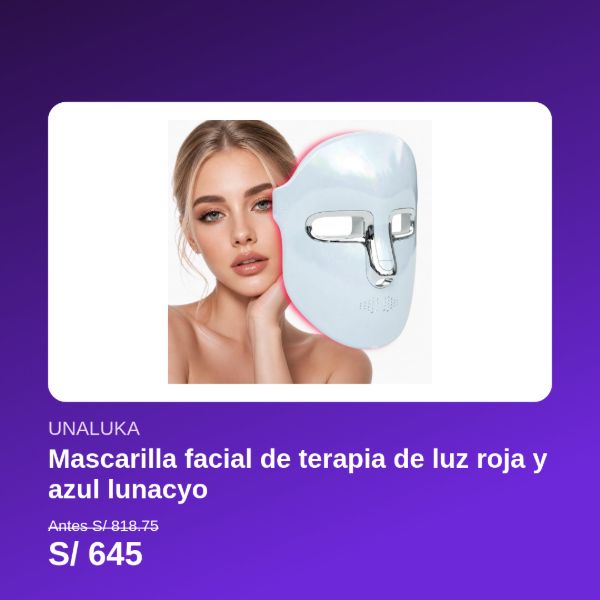 UNALUKA
Mascarilla facial de terapia de luz roja y
azul lunacyo
Antes S/ 818.75
S/ 645